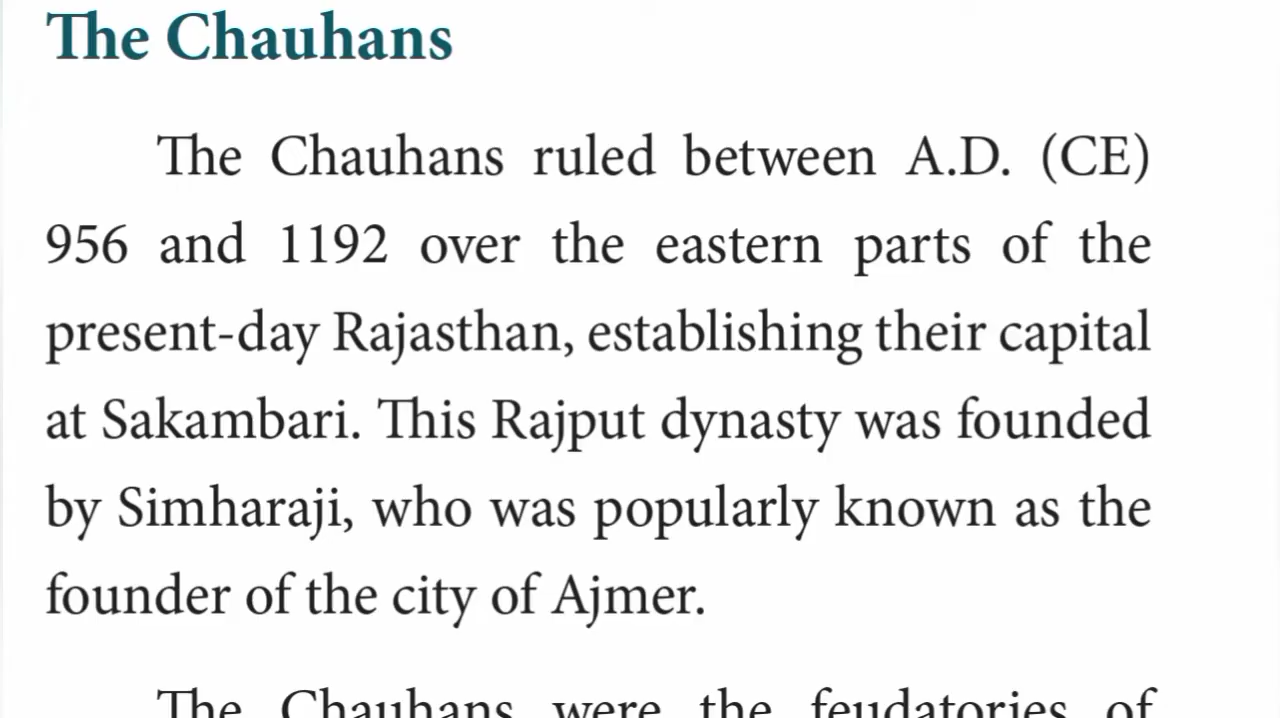 The Chauhans
The Chauhans ruled between A.D. (CE)
956 and 1192 over the eastern parts of the
present-day Rajasthan, establishing their capital
at Sakambari. This Rajput dynasty was founded
by Simharaji, who was popularly known as the
founder of the city of Ajmer.
The Chauhans were the feudatories of